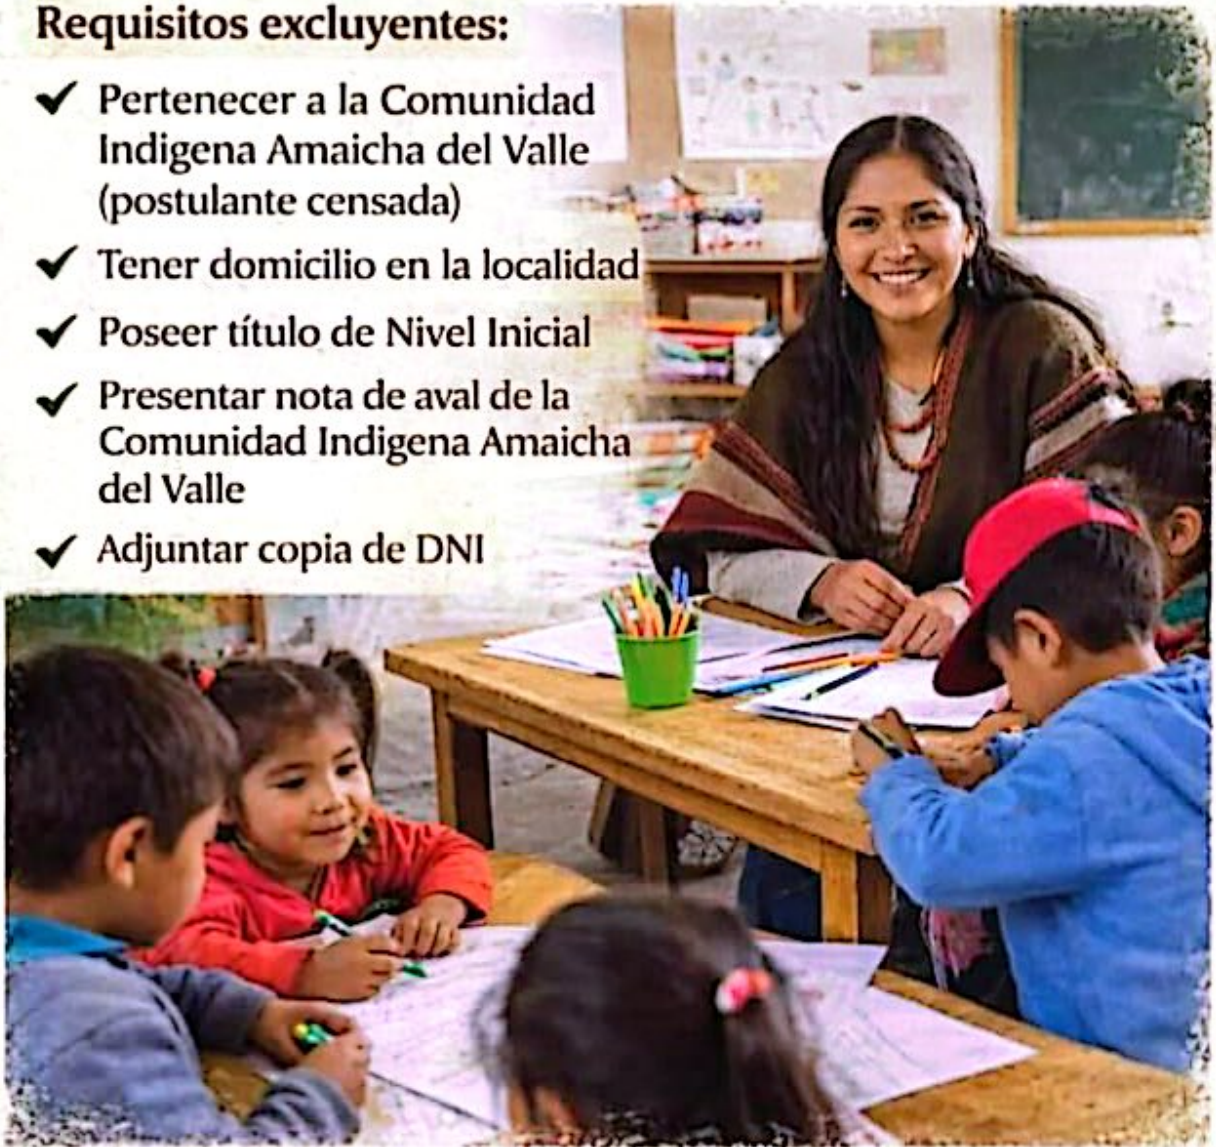 Requisitos excluyentes:
✔ Pertenecer a la Comunidad
Indigena Amaicha del Valle
(postulante censada)
✔ Tener domicilio en la localidad
✔ Poseer título de Nivel Inicial
✔ Presentar nota de aval de la
Comunidad Indigena Amaicha
del Valle
✔ Adjuntar copia de DNI